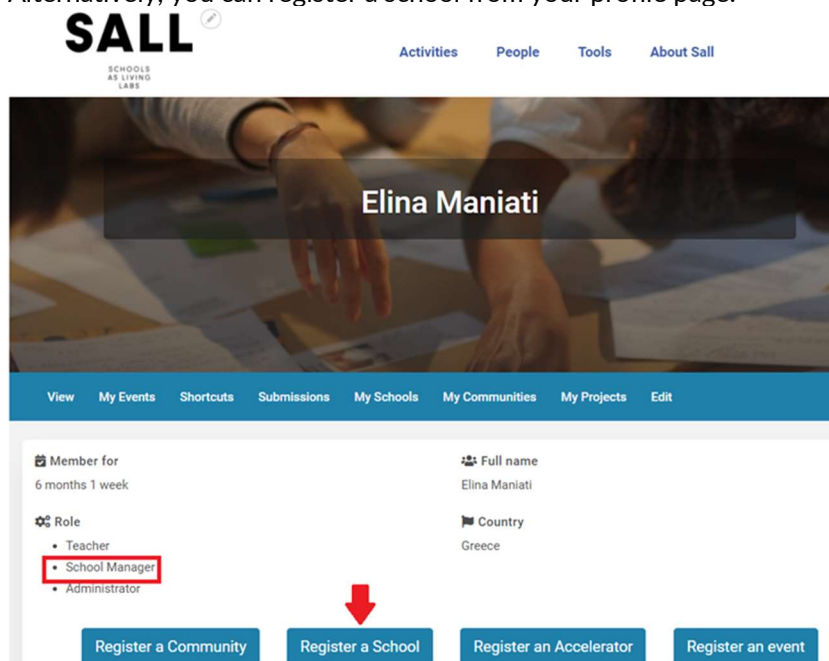 Alternatively, you can register a school from your profile page.
SALL
SCHOOLS
AS LIVING
LABS
Activities People Tools About Sall
Elina Maniati
View My Events Shortcuts Submissions My Schools My Communities My Projects Edit
Member for
6 months 1 week
Full name
Elina Maniati
Role
• Teacher
• School Manager
• Administrator
Country
Greece
Register a Community Register a School Register an Accelerator Register an event